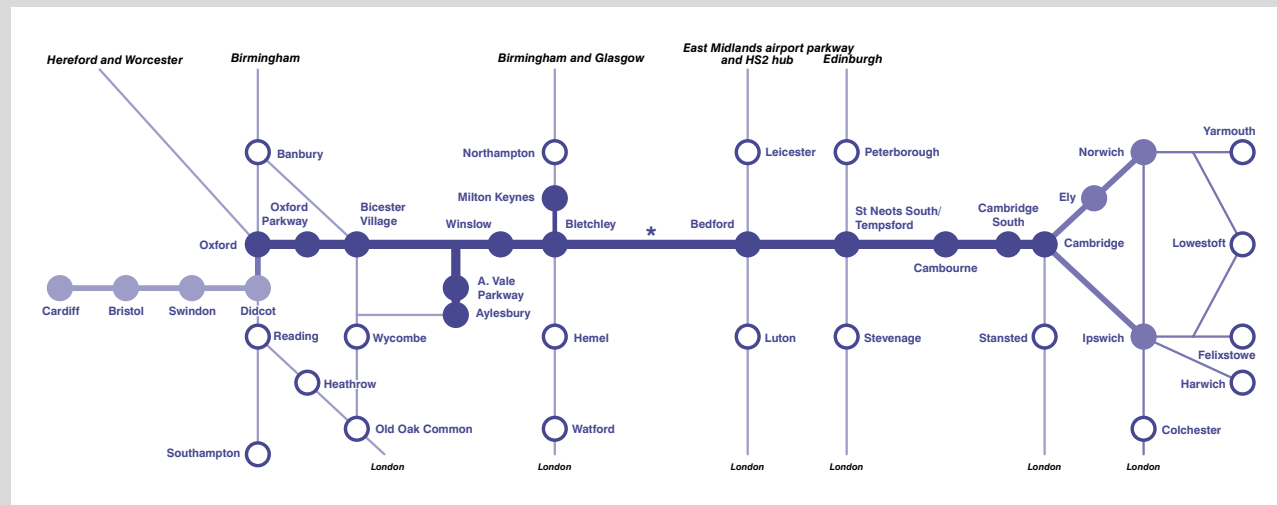 East Midlands airport parkway
and HS2 hub
Hereford and Worcester
Birmingham
Birmingham and Glasgow
Edinburgh
Yarmouth
Banbury
Northampton
Leicester
Peterborough
Norwich
Milton Keynes
Ely
Oxford
Parkway
Bicester
Village
Winslow
Bletchley
*
Bedford
St Neots South/
Tempsford
Cambridge
South
Oxford
Cambridge
Lowestoft
Cambourne
A. Vale
Parkway
Aylesbury
Cardiff
Bristol
Swindon
Didcot
Reading
Wycombe
Hemel
Luton
Stevenage
Stansted
Ipswich
Felixstowe
Heathrow
Harwich
Old Oak Common
Watford
Colchester
Southampton
London
London
London
London
London
London